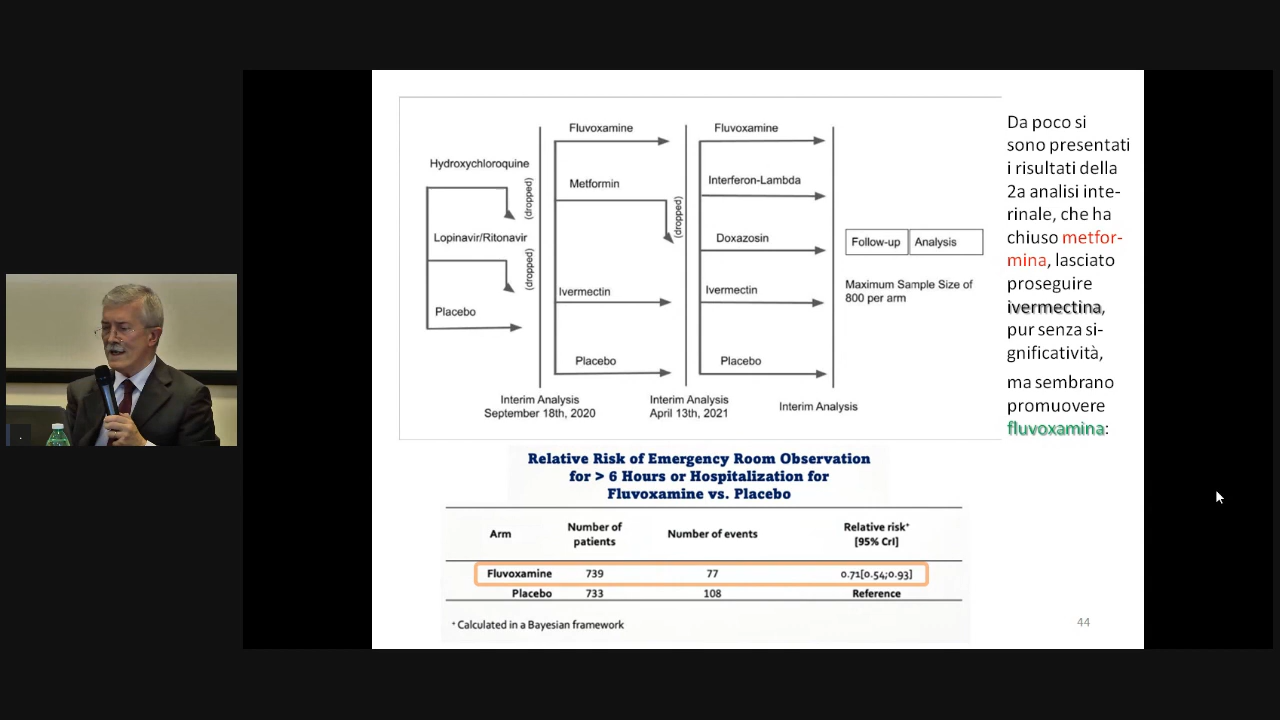 Hydroxychloroquine
(dropped)
Lopinavir/Ritonavir
(dropped)
Placebo
Fluvoxamine
Metformin
(dropped)
Ivermectin
Placebo
Fluvoxamine
Interferon-Lambda
Doxazosin
Ivermectin
Placebo
Follow-up Analysis
Maximum Sample Size of
800 per arm
Interim Analysis
September 18th, 2020
Interim Analysis
April 13th, 2021
Interim Analysis
Da poco si
sono presentati
i risultati della
2a analisi inte-
rinale, che ha
chiuso metfor-
mina, lasciato
proseguire
ivermectina,
pur senza si-
gnificatività,
ma sembrano
promuovere
fluvoxamina:
Relative Risk of Emergency Room Observation
for > 6 Hours or Hospitalization for
Fluvoxamine vs. Placebo
Arm Number of patients Number of events Relative risk+ [95% CrI]
Fluvoxamine 739 77 0.71[0.54;0.93]
Placebo 733 108 Reference
+ Calculated in a Bayesian framework
44